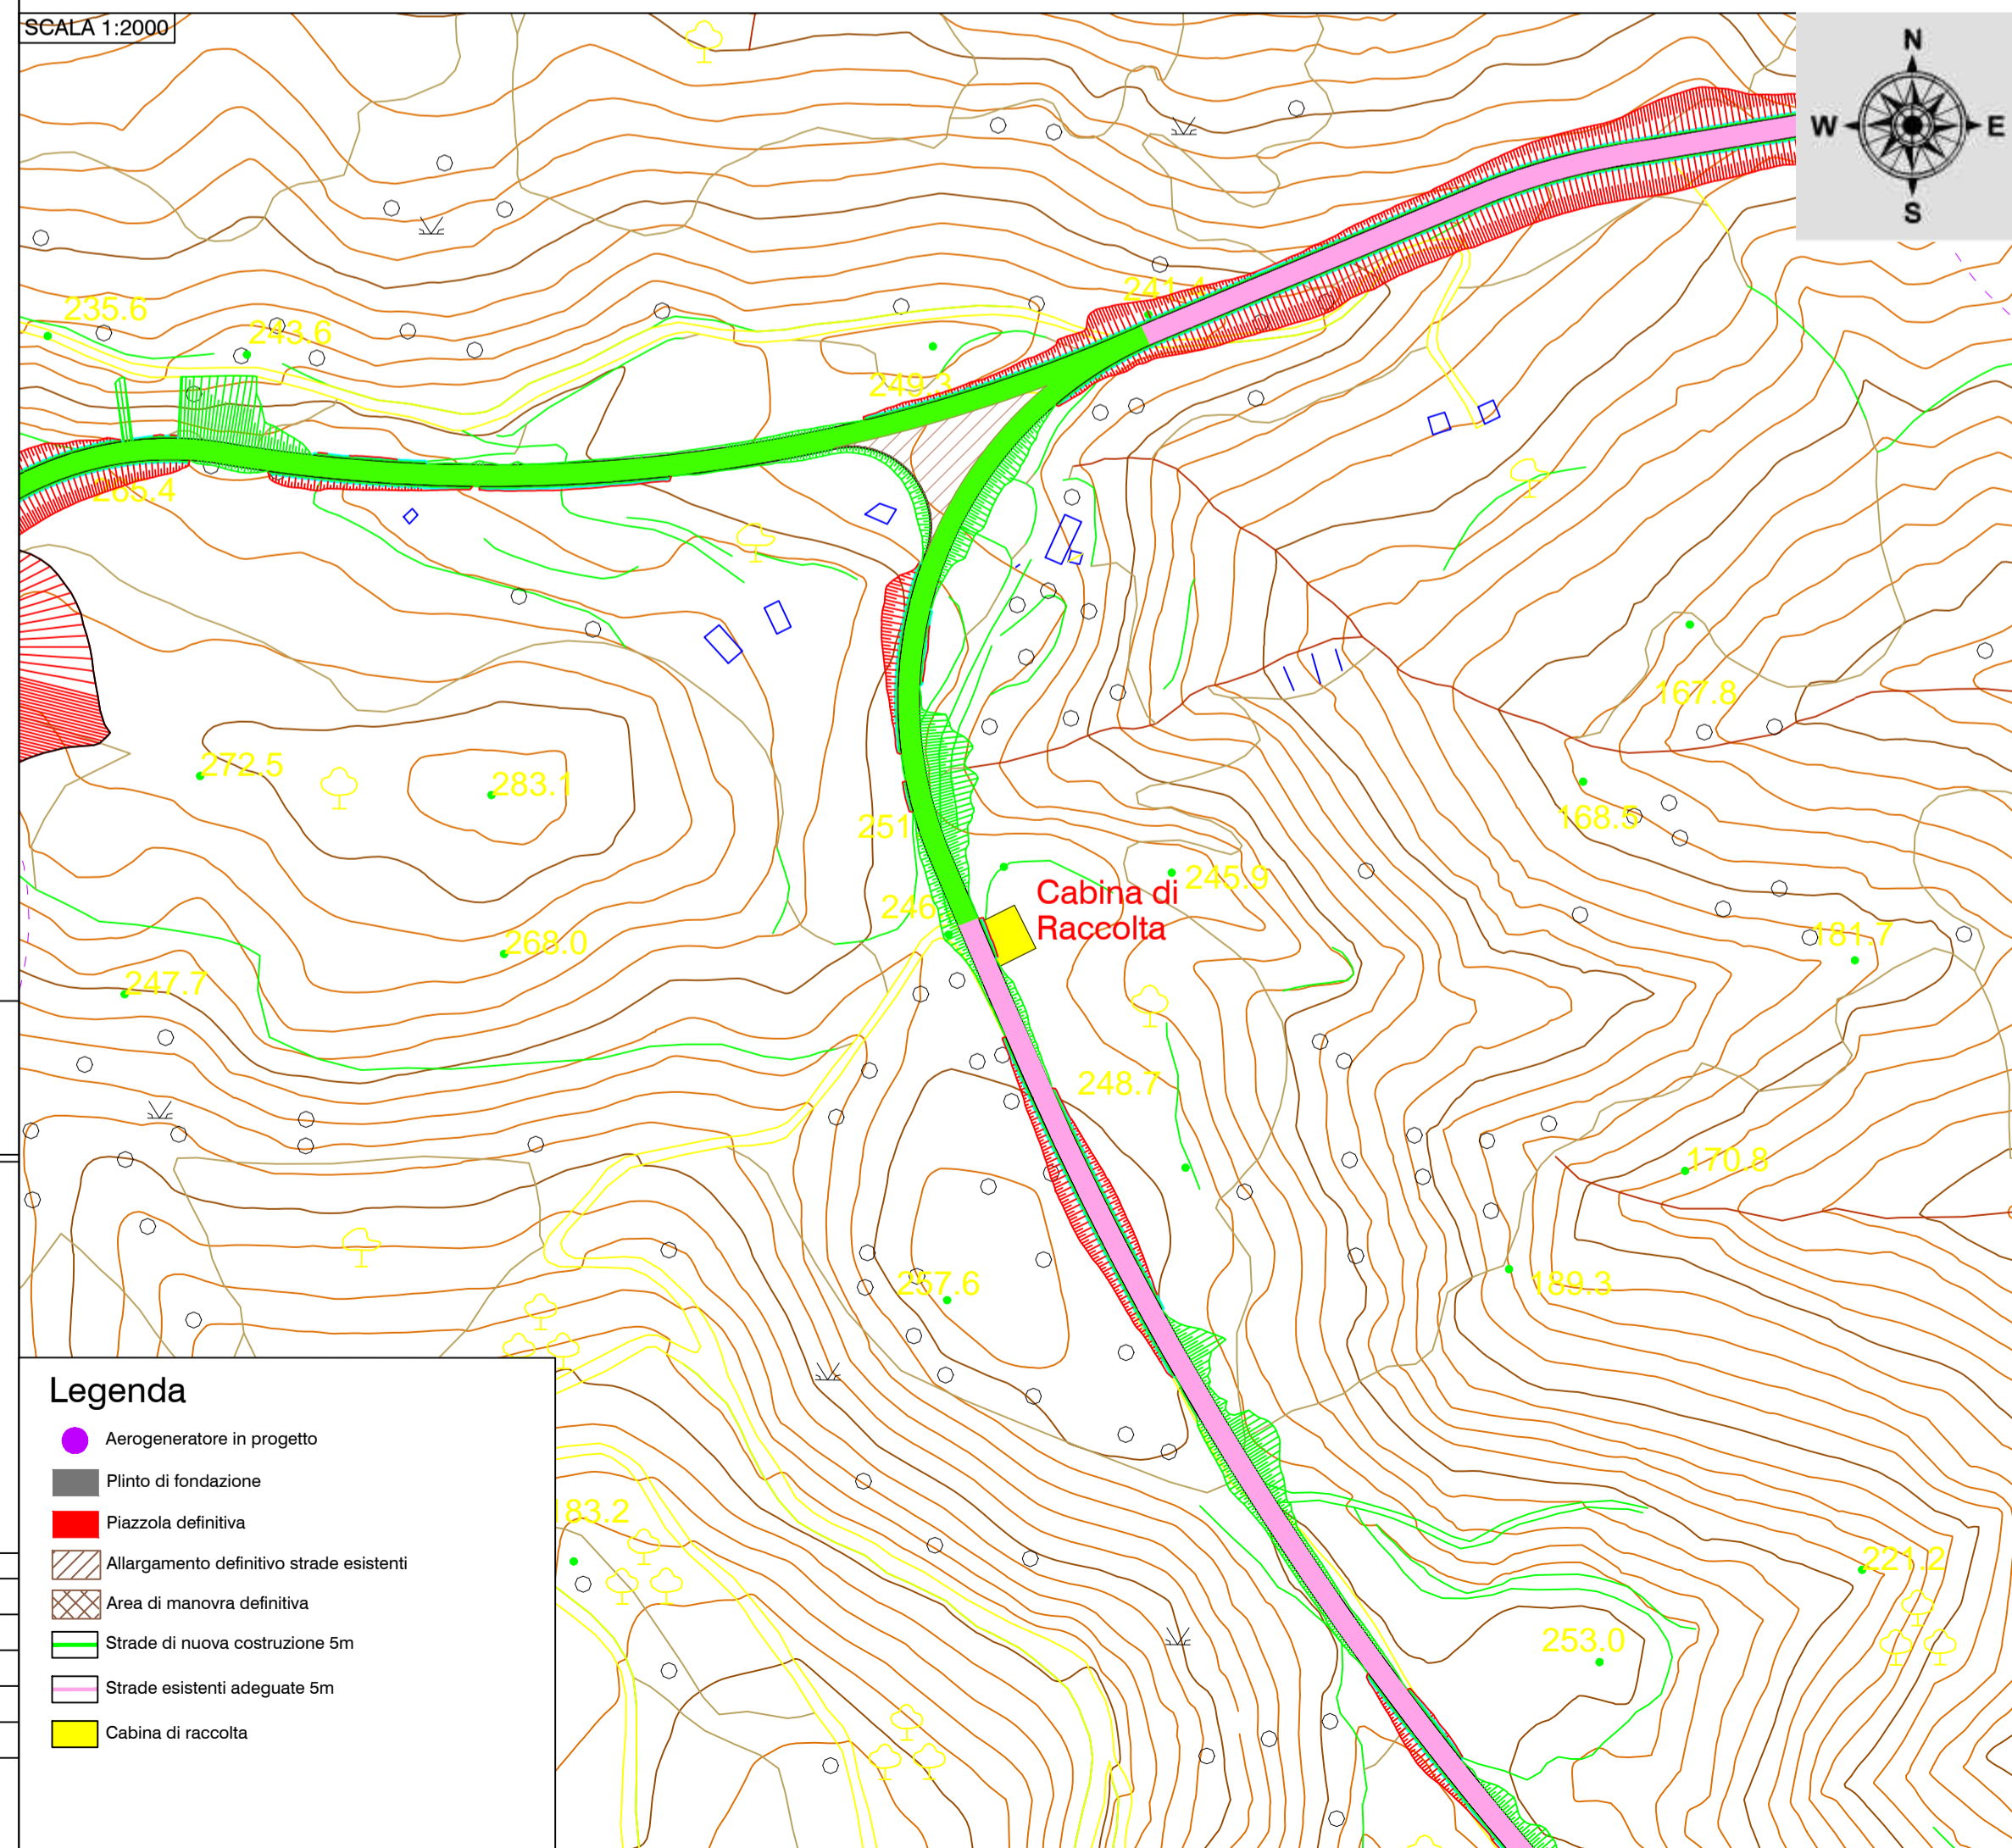 SCALA 1:2000
N
W E
S
235.6
243.6
241.4
249.3
265.4
167.8
272.5
283.1
168.5
251
245.9
Cabina di
Raccolta
246
181.7
268.0
247.7
248.7
170.8
257.6
189.3
Legenda
Aerogeneratore in progetto
Plinto di fondazione
183.2
Piazzola definitiva
Allargamento definitivo strade esistenti
221.2
Area di manovra definitiva
Strade di nuova costruzione 5m
253.0
Strade esistenti adeguate 5m
Cabina di raccolta